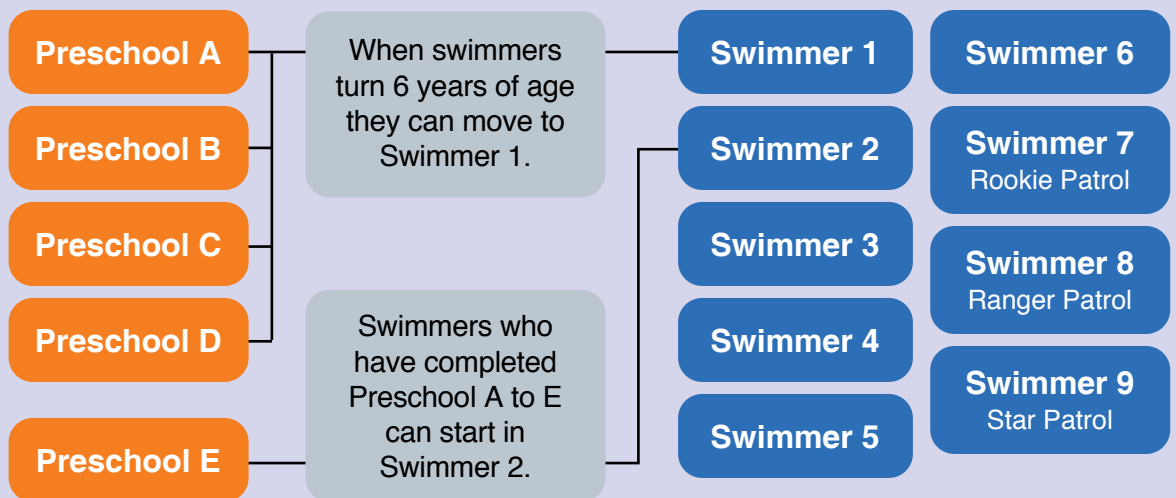 Preschool A
Preschool B
Preschool C
Preschool D
Preschool E
When swimmers
turn 6 years of age
they can move to
Swimmer 1.
Swimmers who
have completed
Preschool A to E
can start in
Swimmer 2.
Swimmer 1
Swimmer 2
Swimmer 3
Swimmer 4
Swimmer 5
Swimmer 6
Swimmer 7
Rookie Patrol
Swimmer 8
Ranger Patrol
Swimmer 9
Star Patrol